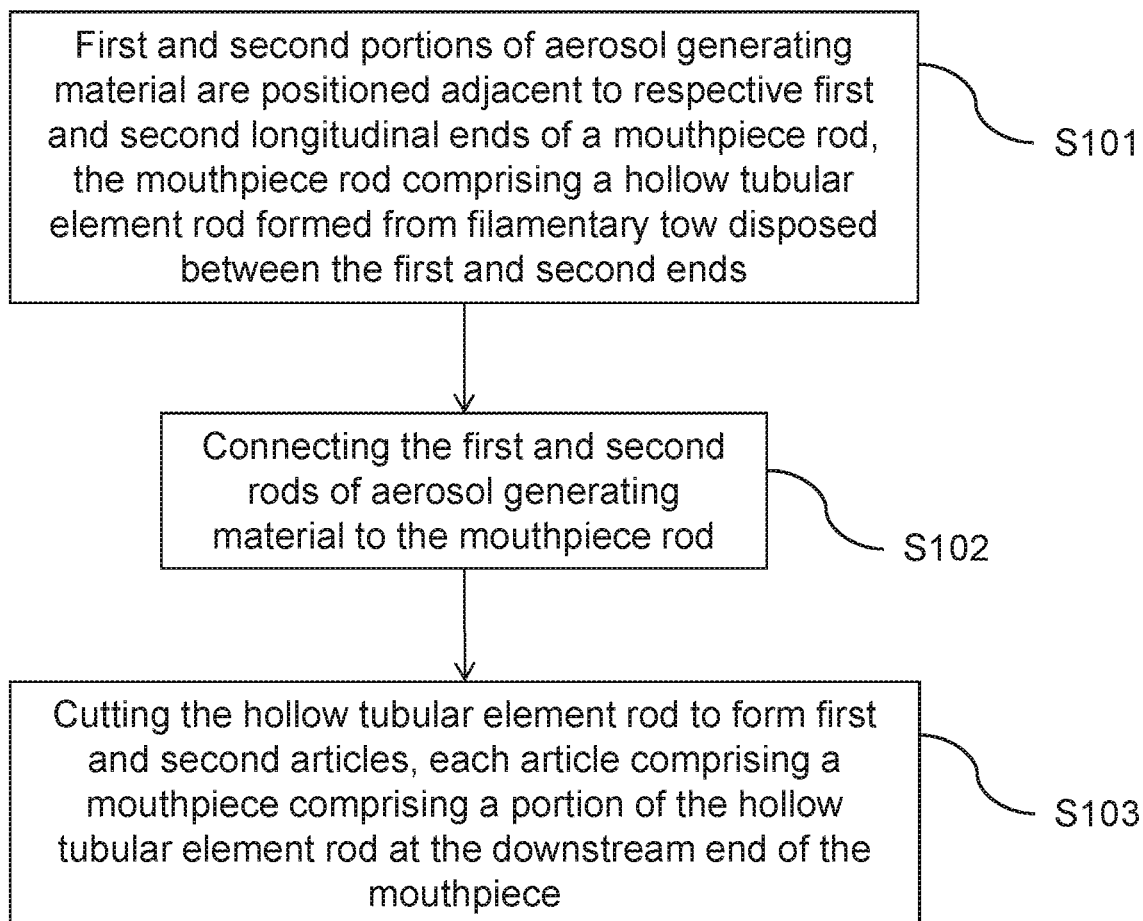 First and second portions of aerosol generating
material are positioned adjacent to respective first
and second longitudinal ends of a mouthpiece rod,
the mouthpiece rod comprising a hollow tubular
element rod formed from filamentary tow disposed
between the first and second ends
S101
Connecting the first and second
rods of aerosol generating
material to the mouthpiece rod
S102
Cutting the hollow tubular element rod to form first
and second articles, each article comprising a
mouthpiece comprising a portion of the hollow
tubular element rod at the downstream end of the
mouthpiece
S103